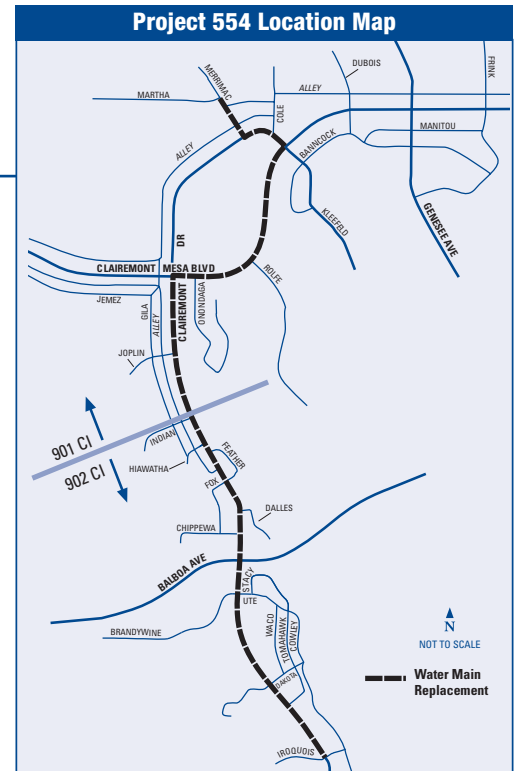 Project 554 Location Map
DUBOIS
FRINK
MERRIMAC
MARTHA
ALLEY
COLE
MANITOU
ALLEY
BANNCOCK
KLEEFELD
GENESEE AVE
DR
CLAIREMONT MESA BLVD
ROLFE
JEMEZ
GILA
ALLEY
CLAIREMONT
ONONDAGA
JOPLIN
901 CI
INDIAN
FEATHER
HIAWATHA
902 CI
FOX
DALLES
CHIPPEWA
BALBOA AVE
STACY
UTE
WACO
TOMAHAWK
COWLEY
N
NOT TO SCALE
BRANDYWINE
DAKOTA
Water Main
Replacement
IROQUOIS